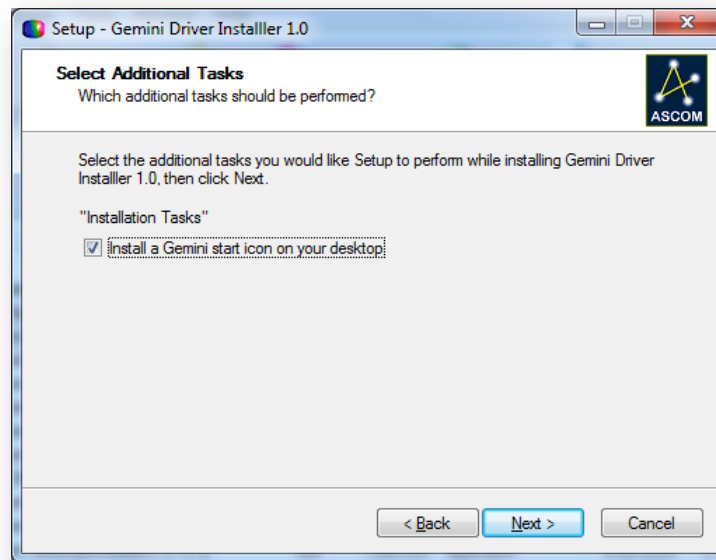 Setup - Gemini Driver Installler 1.0
Select Additional Tasks
Which additional tasks should be performed?
ASCOM
Select the additional tasks you would like Setup to perform while installing Gemini Driver
Installler 1.0, then click Next.
"Installation Tasks"
Install a Gemini start icon on your desktop
< Back
Next >
Cancel